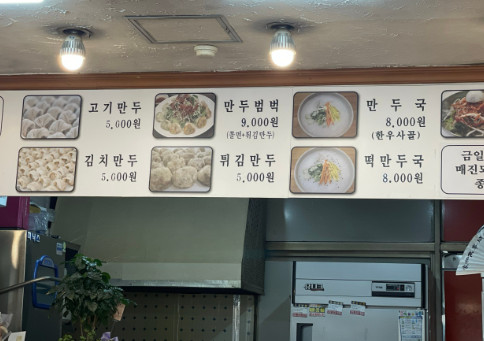 고기만두
5,000원
만두범벅
9,000원
(쫄면+튀김만두)
만두국
8,000원
(한우사골)
김치만두
5,000원
튀김만두
5,000원
떡만두국
8,000원
금일
매진되